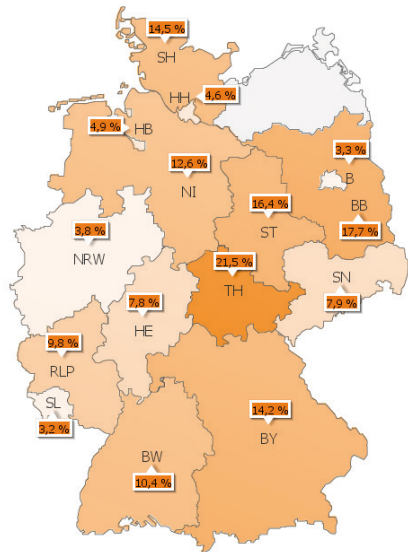 14,5 %
SH
HH
4,6 %
4,9 %
HB
12,6 %
NI
3,3 %
B
BB
17,7 %
16,4 %
ST
3,8 %
NRW
21,5 %
TH
SN
7,9 %
7,8 %
HE
9,8 %
RLP
SL
3,2 %
14,2 %
BY
BW
10,4 %